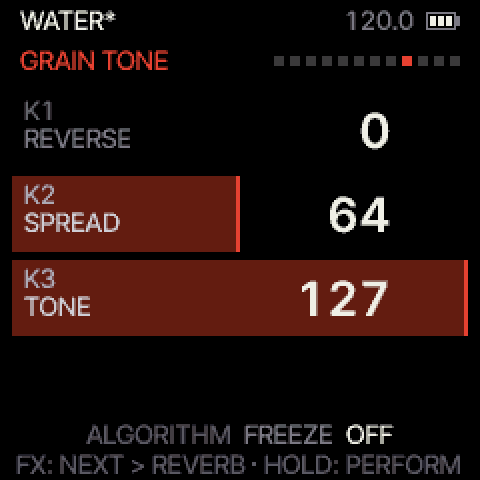 WATER* 120.0
GRAIN TONE
K1
REVERSE 0
K2
SPREAD 64
K3
TONE 127
ALGORITHM FREEZE OFF
FX: NEXT > REVERB · HOLD: PERFORM